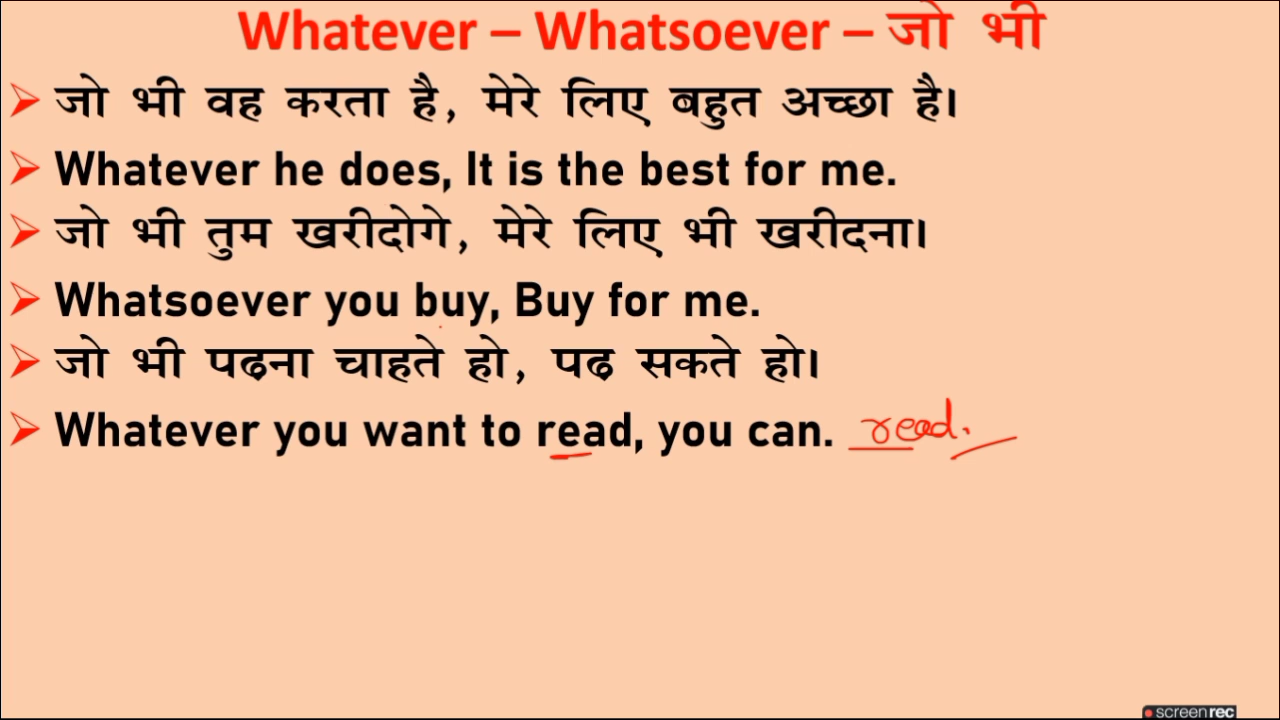 Whatever – Whatsoever – जो भी
➢ जो भी वह करता है, मेरे लिए बहुत अच्छा है।
➢ Whatever he does, It is the best for me.
➢ जो भी तुम खरीदोगे, मेरे लिए भी खरीदना।
➢ Whatsoever you buy, Buy for me.
➢ जो भी पढना चाहते हो, पढ सकते हो।
➢ Whatever you want to read, you can. read.
screenrec